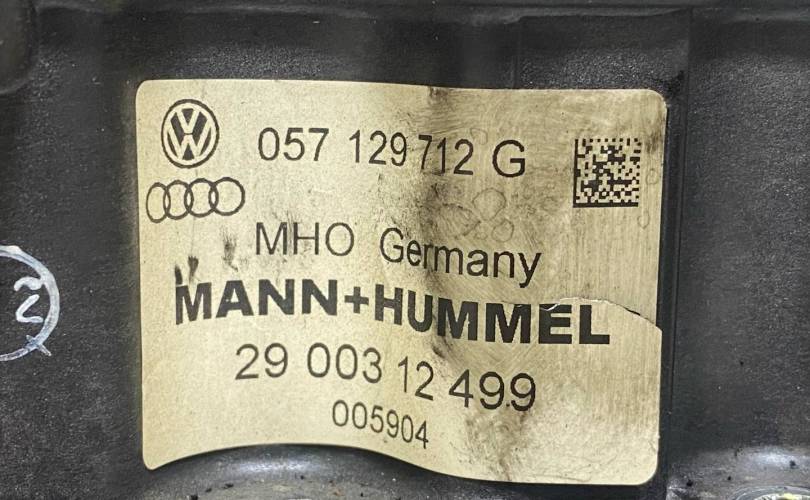 057 129 712 G
MHO Germany
MANN+HUMMEL
29 003 12 499
005904